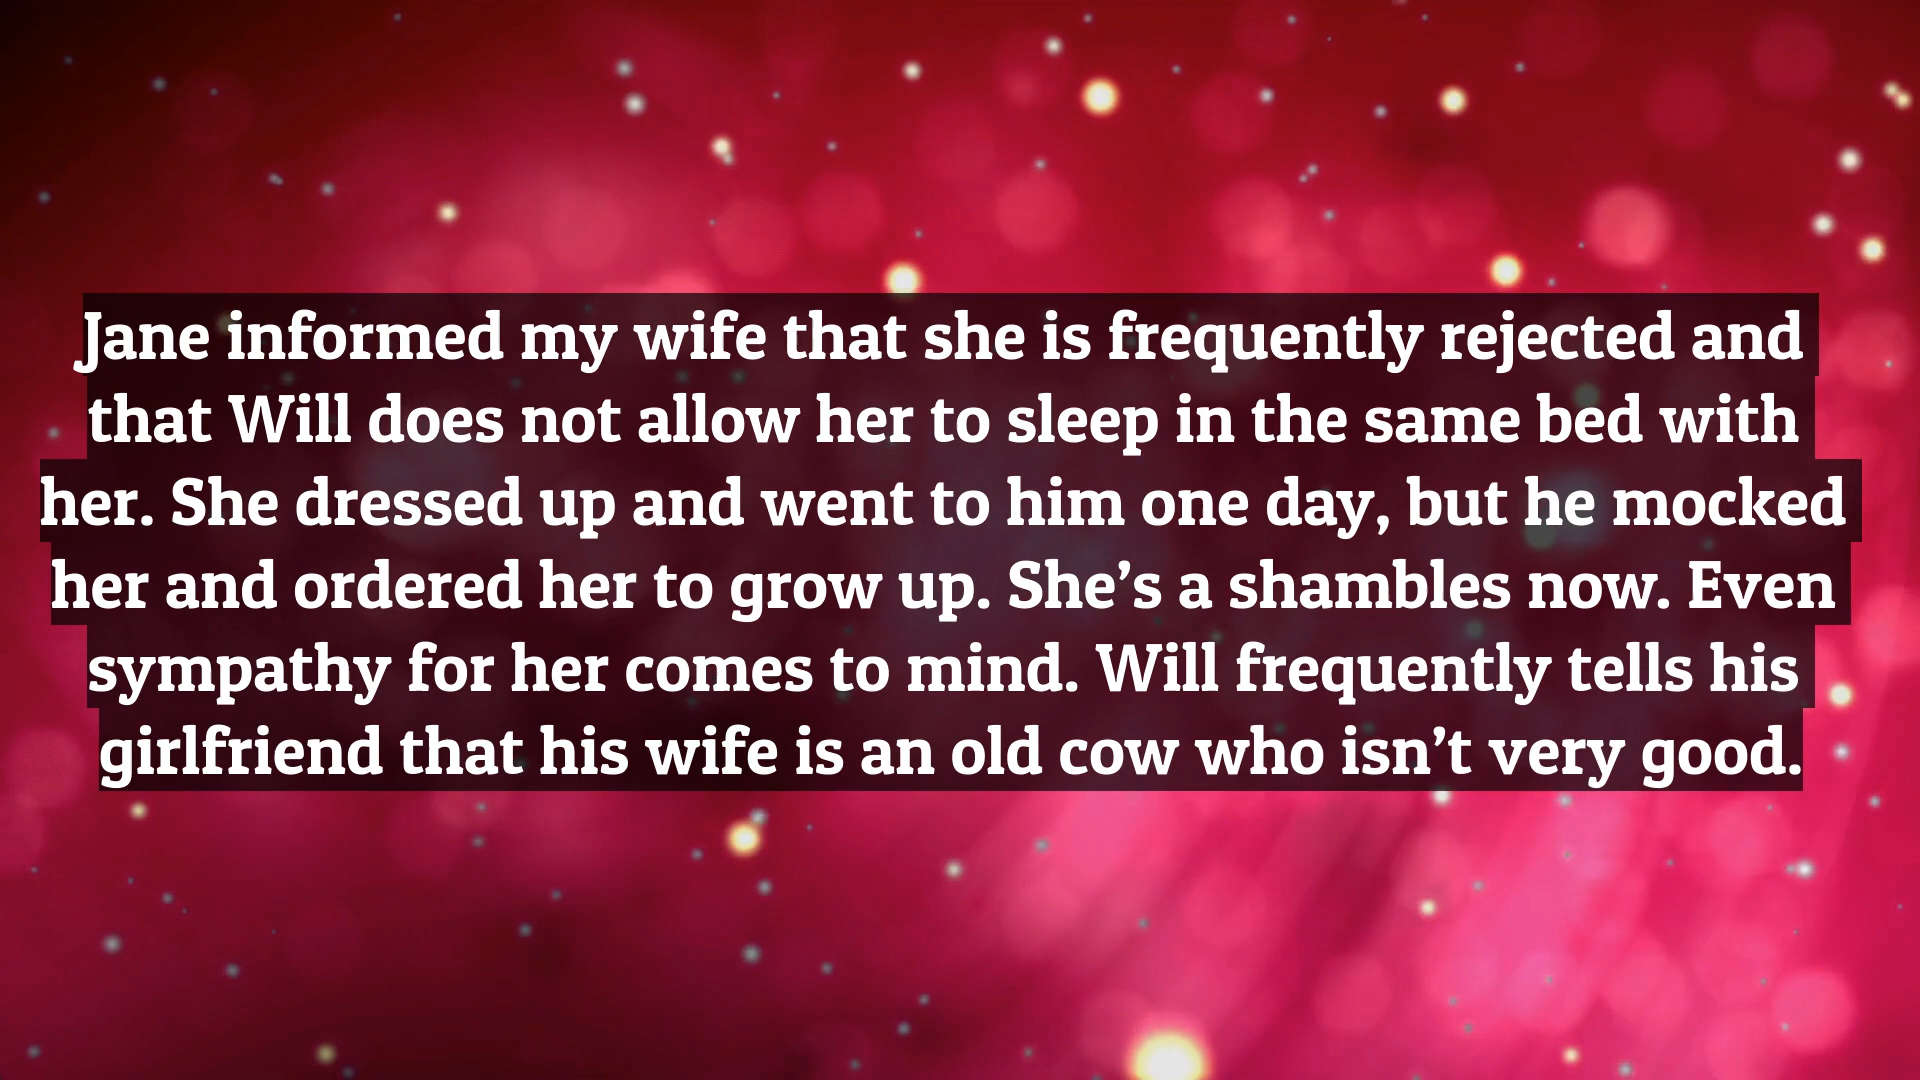 Jane informed my wife that she is frequently rejected and
that Will does not allow her to sleep in the same bed with
her. She dressed up and went to him one day, but he mocked
her and ordered her to grow up. She’s a shambles now. Even
sympathy for her comes to mind. Will frequently tells his
girlfriend that his wife is an old cow who isn’t very good.